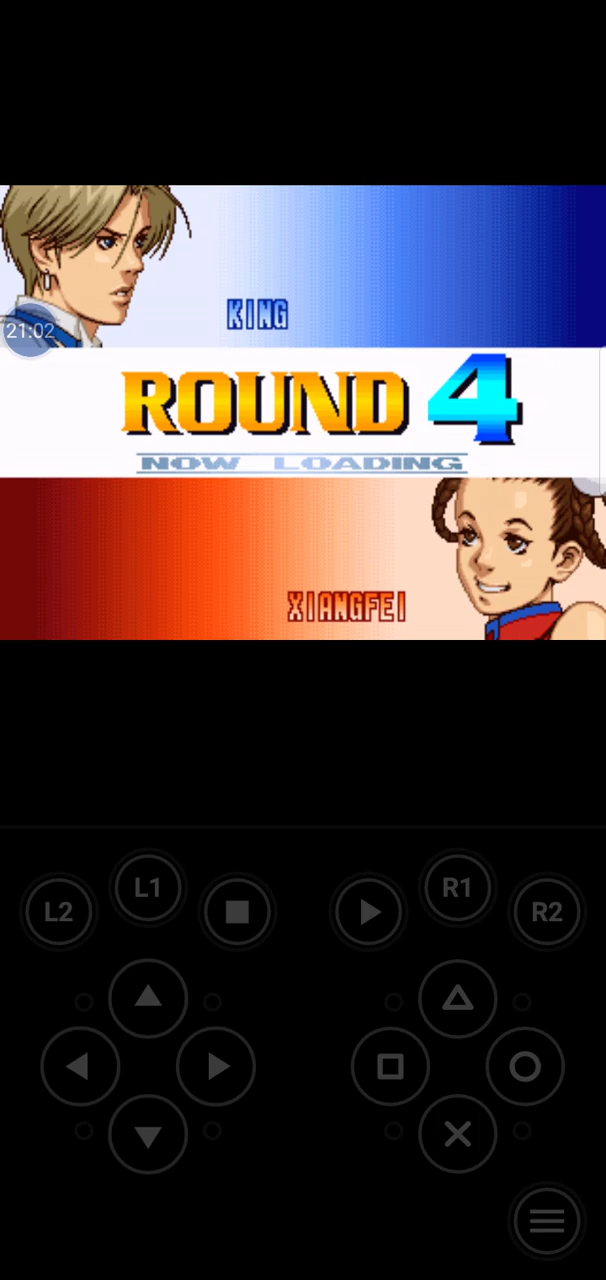 KING
21:02
ROUND 4
NOW LOADING
XIANGFEI
L2
L1
R1
R2